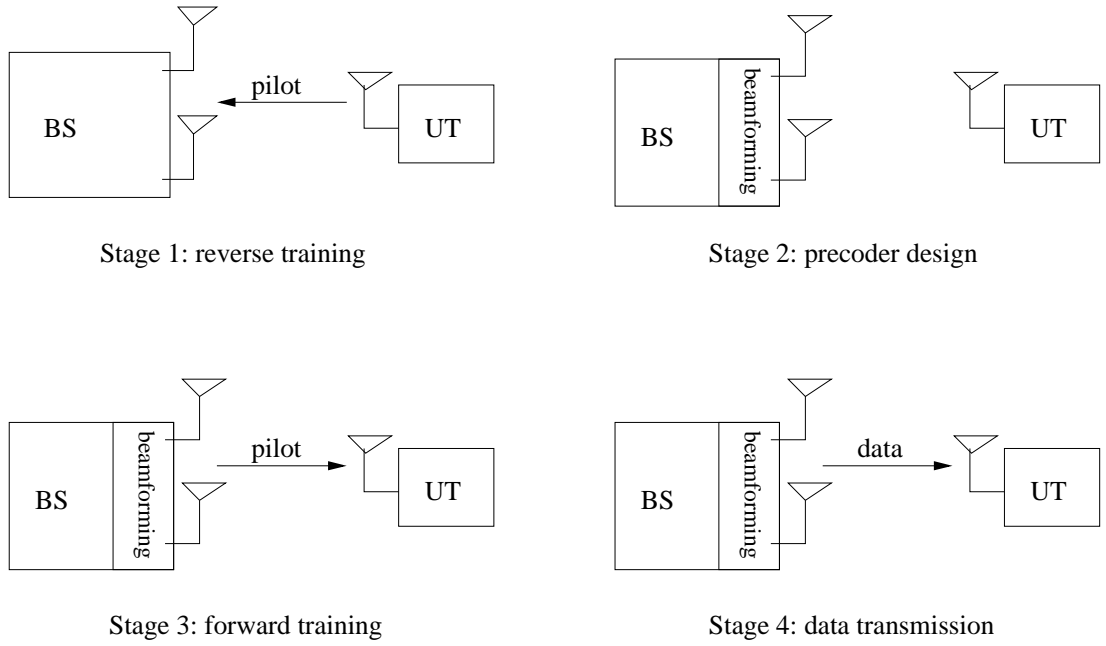 BS
pilot
UT
Stage 1: reverse training
BS
beamforming
UT
Stage 2: precoder design
BS
beamforming
pilot
UT
Stage 3: forward training
BS
beamforming
data
UT
Stage 4: data transmission